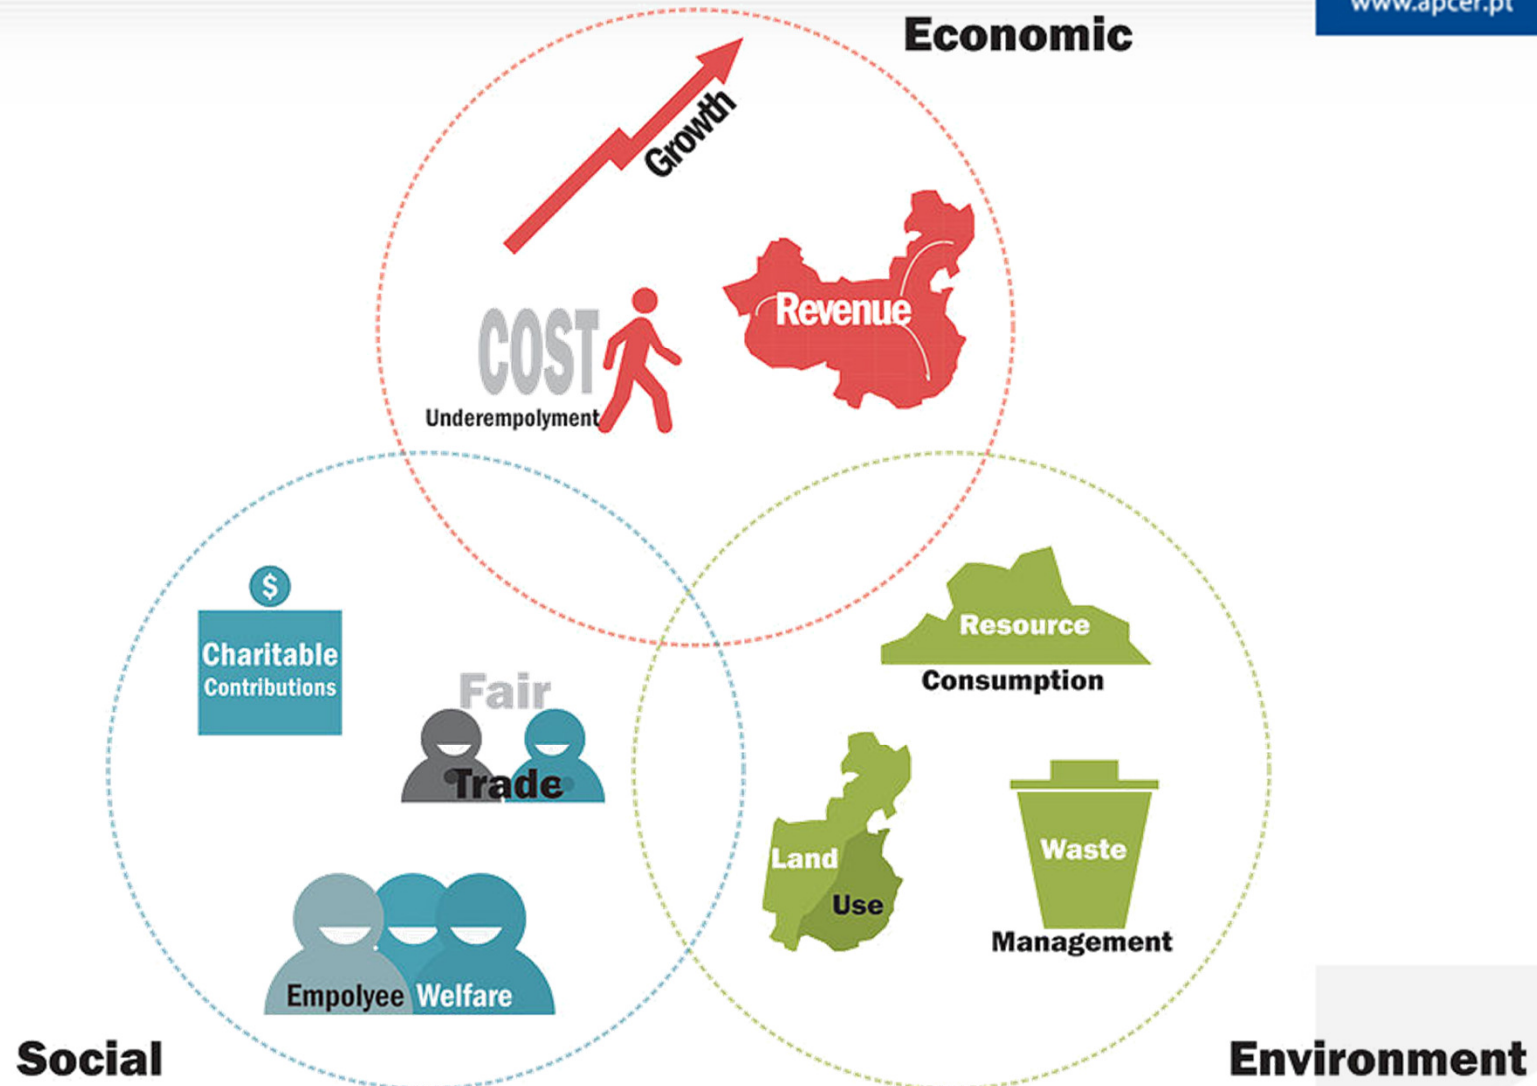 www.apcer.pt
Economic
Growth
Revenue
COST
Underempolyment
Charitable
Contributions
Fair
Trade
Empolyee Welfare
Social
Resource
Consumption
Land
Use
Waste
Management
Environment